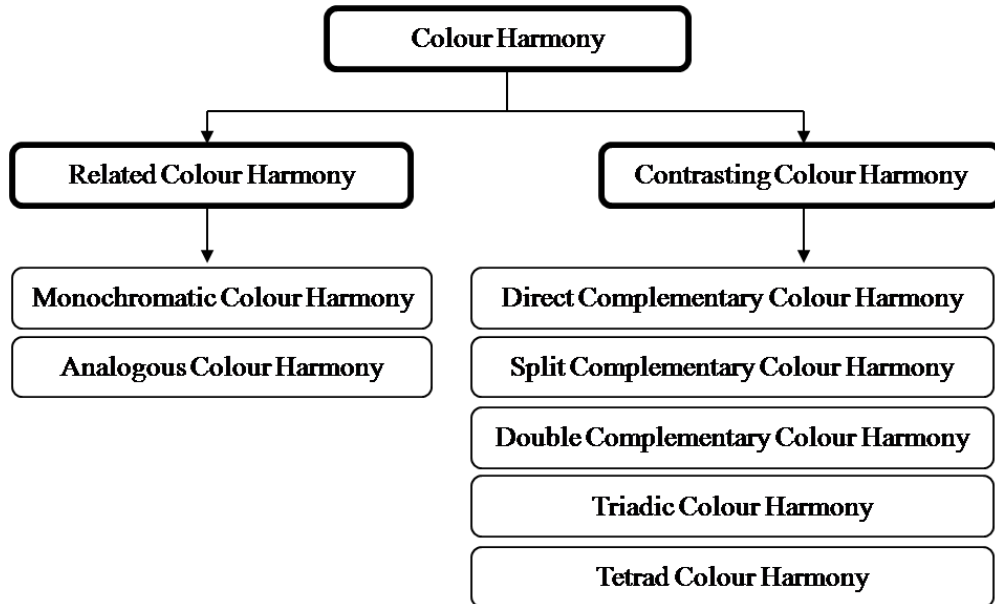 Colour Harmony
Related Colour Harmony
Contrasting Colour Harmony
Monochromatic Colour Harmony
Analogous Colour Harmony
Direct Complementary Colour Harmony
Split Complementary Colour Harmony
Double Complementary Colour Harmony
Triadic Colour Harmony
Tetrad Colour Harmony